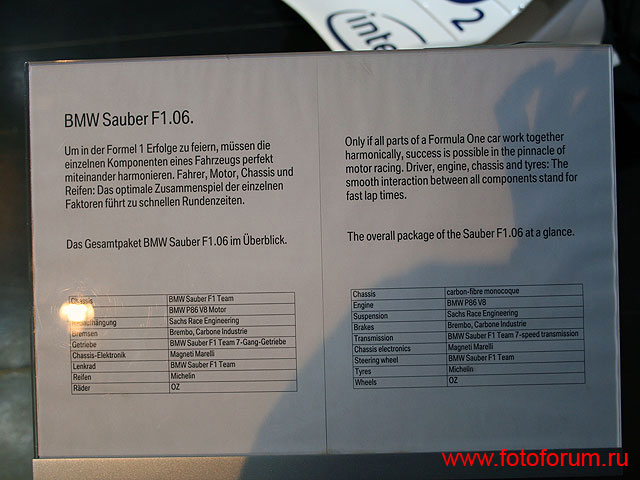 inte
2
BMW Sauber F1.06.
Um in der Formel 1 Erfolge zu feiern, müssen die
einzelnen Komponenten eines Fahrzeugs perfekt
miteinander harmonieren. Fahrer, Motor, Chassis und
Reifen: Das optimale Zusammenspiel der einzelnen
Faktoren führt zu schnellen Rundenzeiten.
Das Gesamtpaket BMW Sauber F1.06 im Überblick.
Chassis BMW Sauber F1 Team
BMW P86 V8 Motor
Sachs Race Engineering
Bremsen Brembo, Carbone Industrie
Getriebe BMW Sauber F1 Team 7-Gang-Getriebe
Chassis-Elektronik Magneti Marelli
Lenkrad BMW Sauber F1 Team
Reifen Michelin
Räder OZ
Only if all parts of a Formula One car work together
harmonically, success is possible in the pinnacle of
motor racing. Driver, engine, chassis and tyres: The
smooth interaction between all components stand for
fast lap times.
The overall package of the Sauber F1.06 at a glance.
Chassis carbon-fibre monocoque
Engine BMW P86 V8
Suspension Sachs Race Engineering
Brakes Brembo, Carbone Industrie
Transmission BMW Sauber F1 Team 7-speed transmission
Chassis electronics Magneti Marelli
Steering wheel BMW Sauber F1 Team
Tyres Michelin
Wheels OZ
www.fotoforum.ru